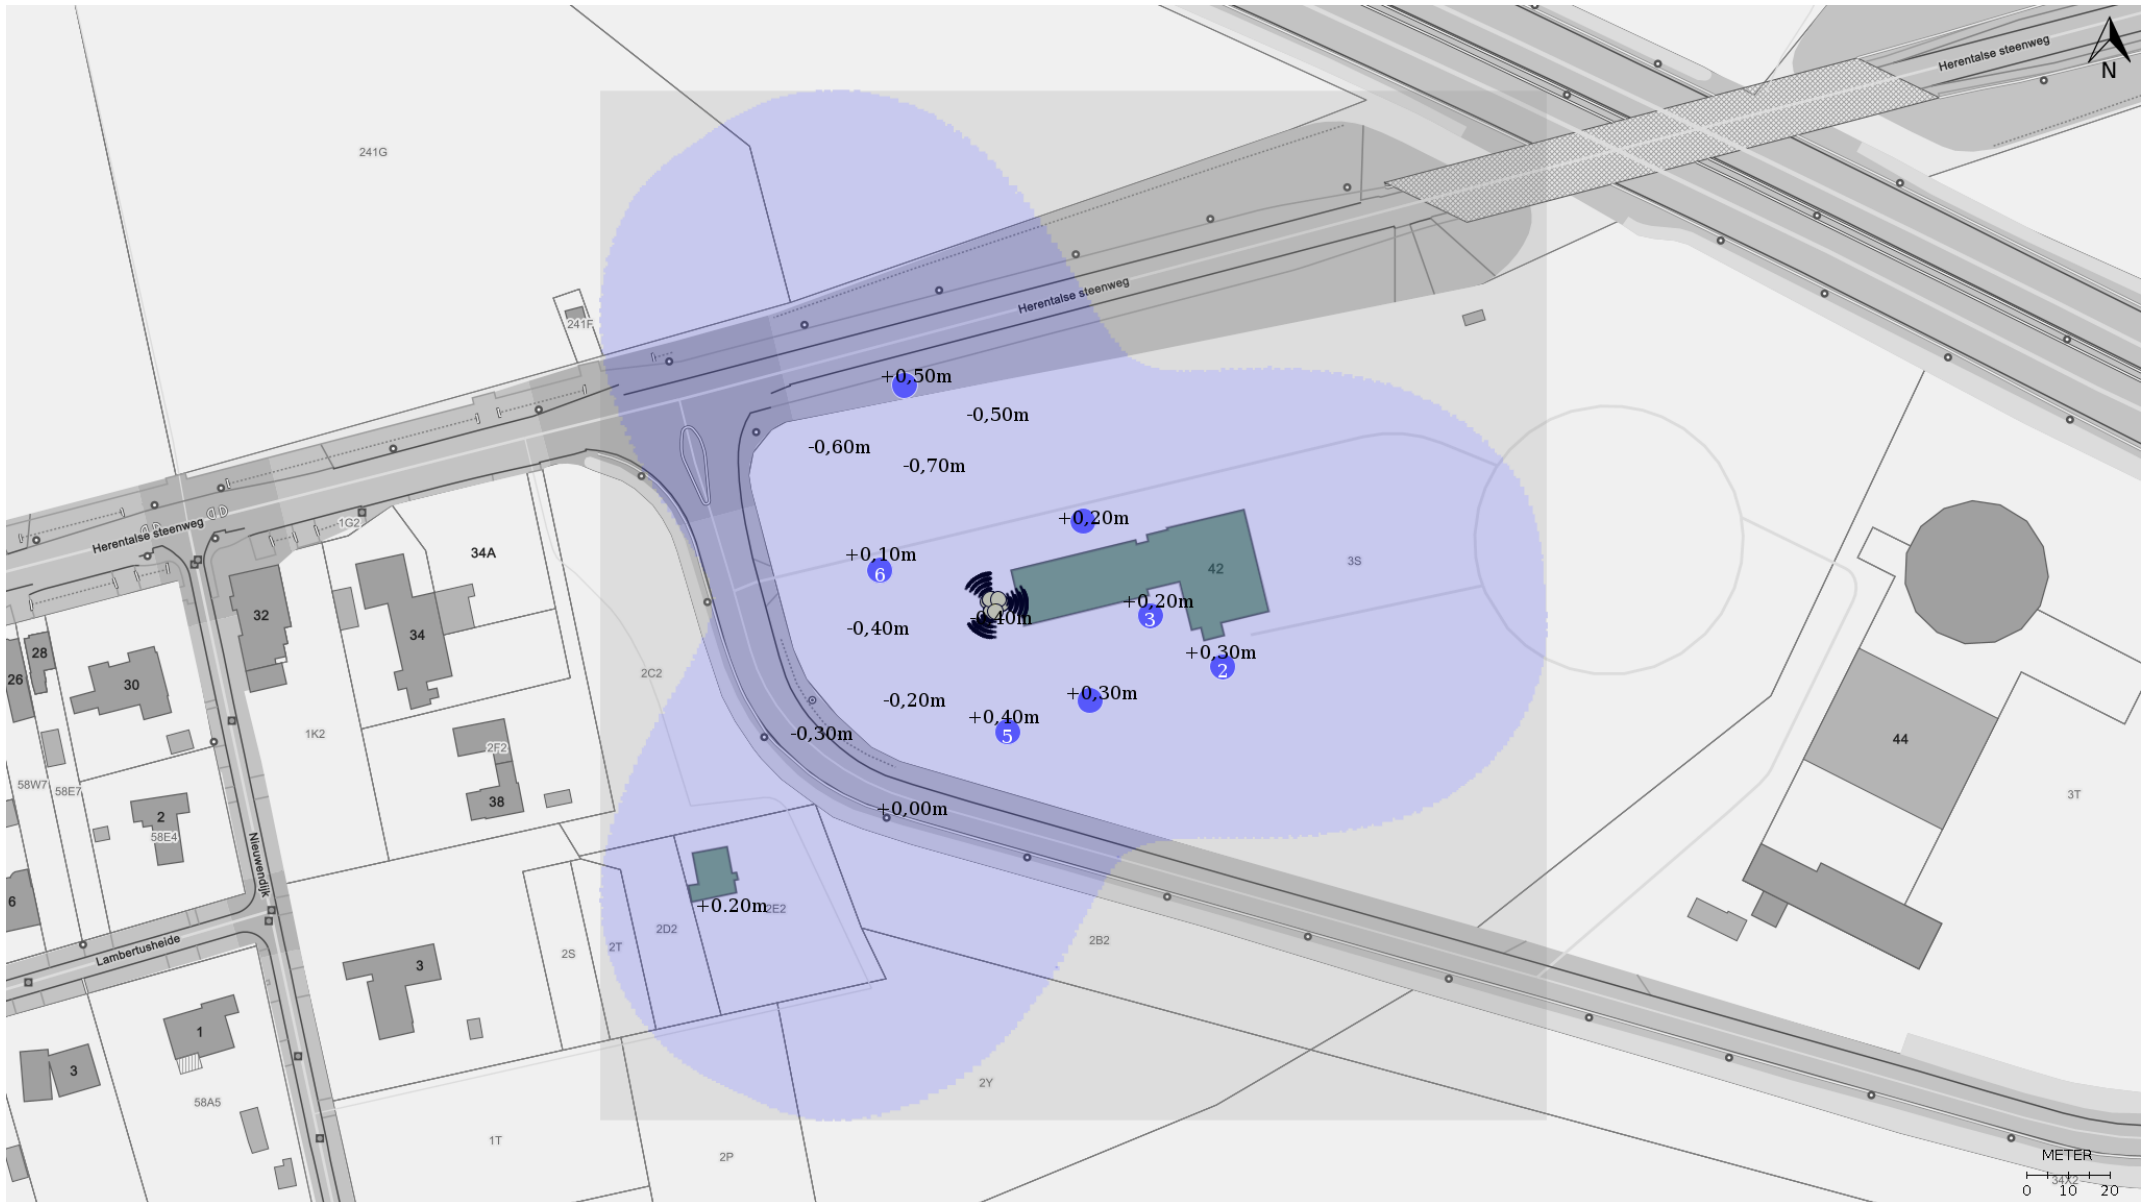 Herentalse steenweg
N
241G
Herentalse steenweg
241F
+0,50m
-0,50m
-0,60m
-0,70m
+0,20m
1G2
Herentalse steenweg
34A
+0,10m
6
42
3S
+0,20m
3
-0,40m
32
34
28
26
30
2C2
+0,30m
2
+0,30m
-0,20m
+0,40m
5
-0,30m
1K2
2F2
44
58W7
58E7
38
3T
2
58E4
+0,00m
Nieuwendijk
6
+0.20m
2E2
2D2
2B2
Lambertusheide
2S
2T
3
1
3
2Y
58A5
1T
2P
METER
34X2
0 10 20